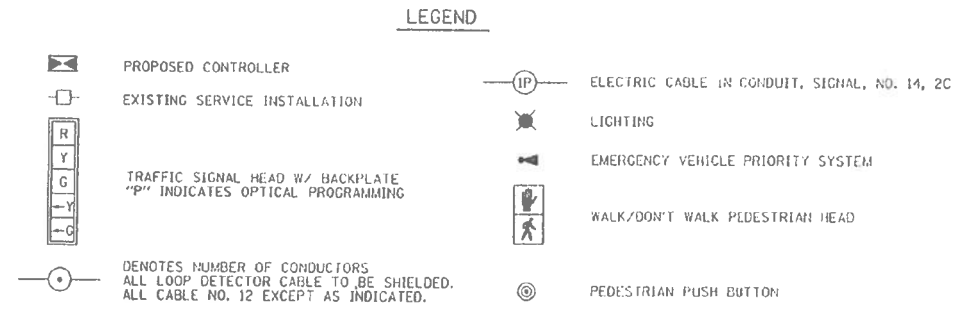 LEGEND
PROPOSED CONTROLLER
EXISTING SERVICE INSTALLATION
R
Y
G
←Y
←G
TRAFFIC SIGNAL HEAD W/ BACKPLATE
"P" INDICATES OPTICAL PROGRAMMING
DENOTES NUMBER OF CONDUCTORS
ALL LOOP DETECTOR CABLE TO BE SHIELDED.
ALL CABLE NO. 12 EXCEPT AS INDICATED.
1P
ELECTRIC CABLE IN CONDUIT, SIGNAL, NO. 14, 2C
LIGHTING
EMERGENCY VEHICLE PRIORITY SYSTEM
WALK/DON'T WALK PEDESTRIAN HEAD
PEDESTRIAN PUSH BUTTON